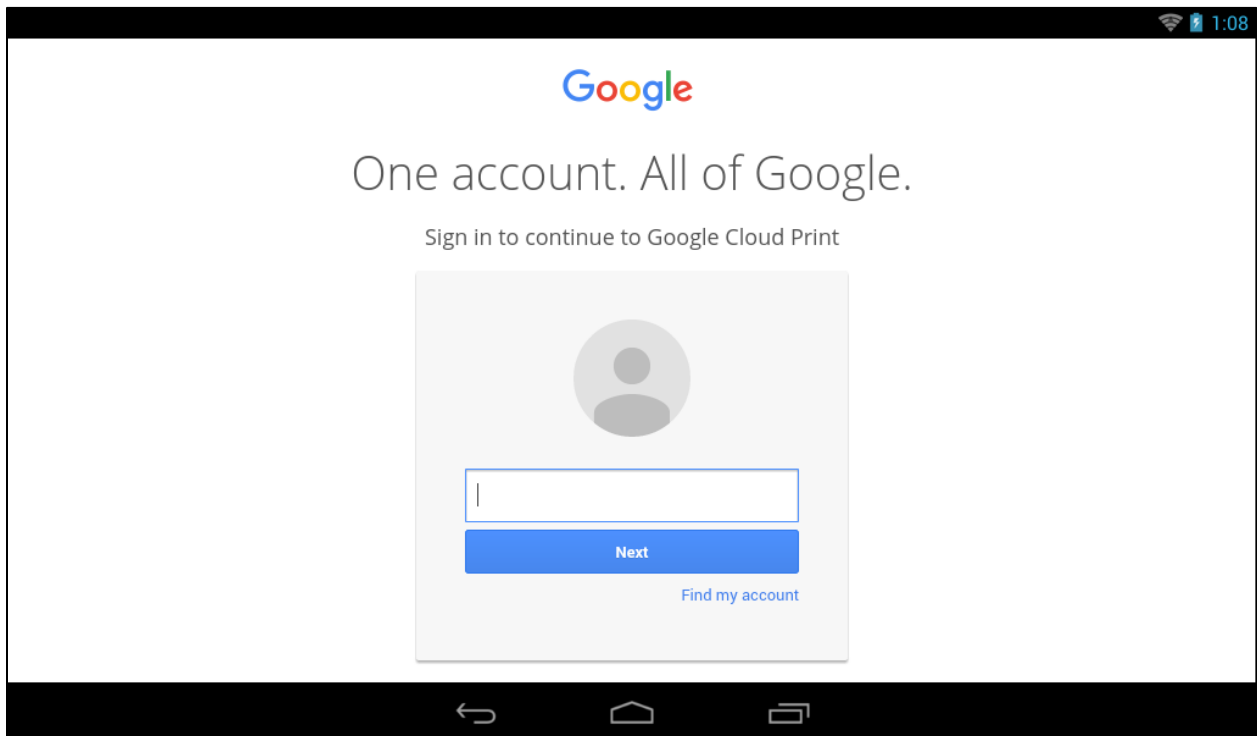 1:08
Google
One account. All of Google.
Sign in to continue to Google Cloud Print
Next
Find my account